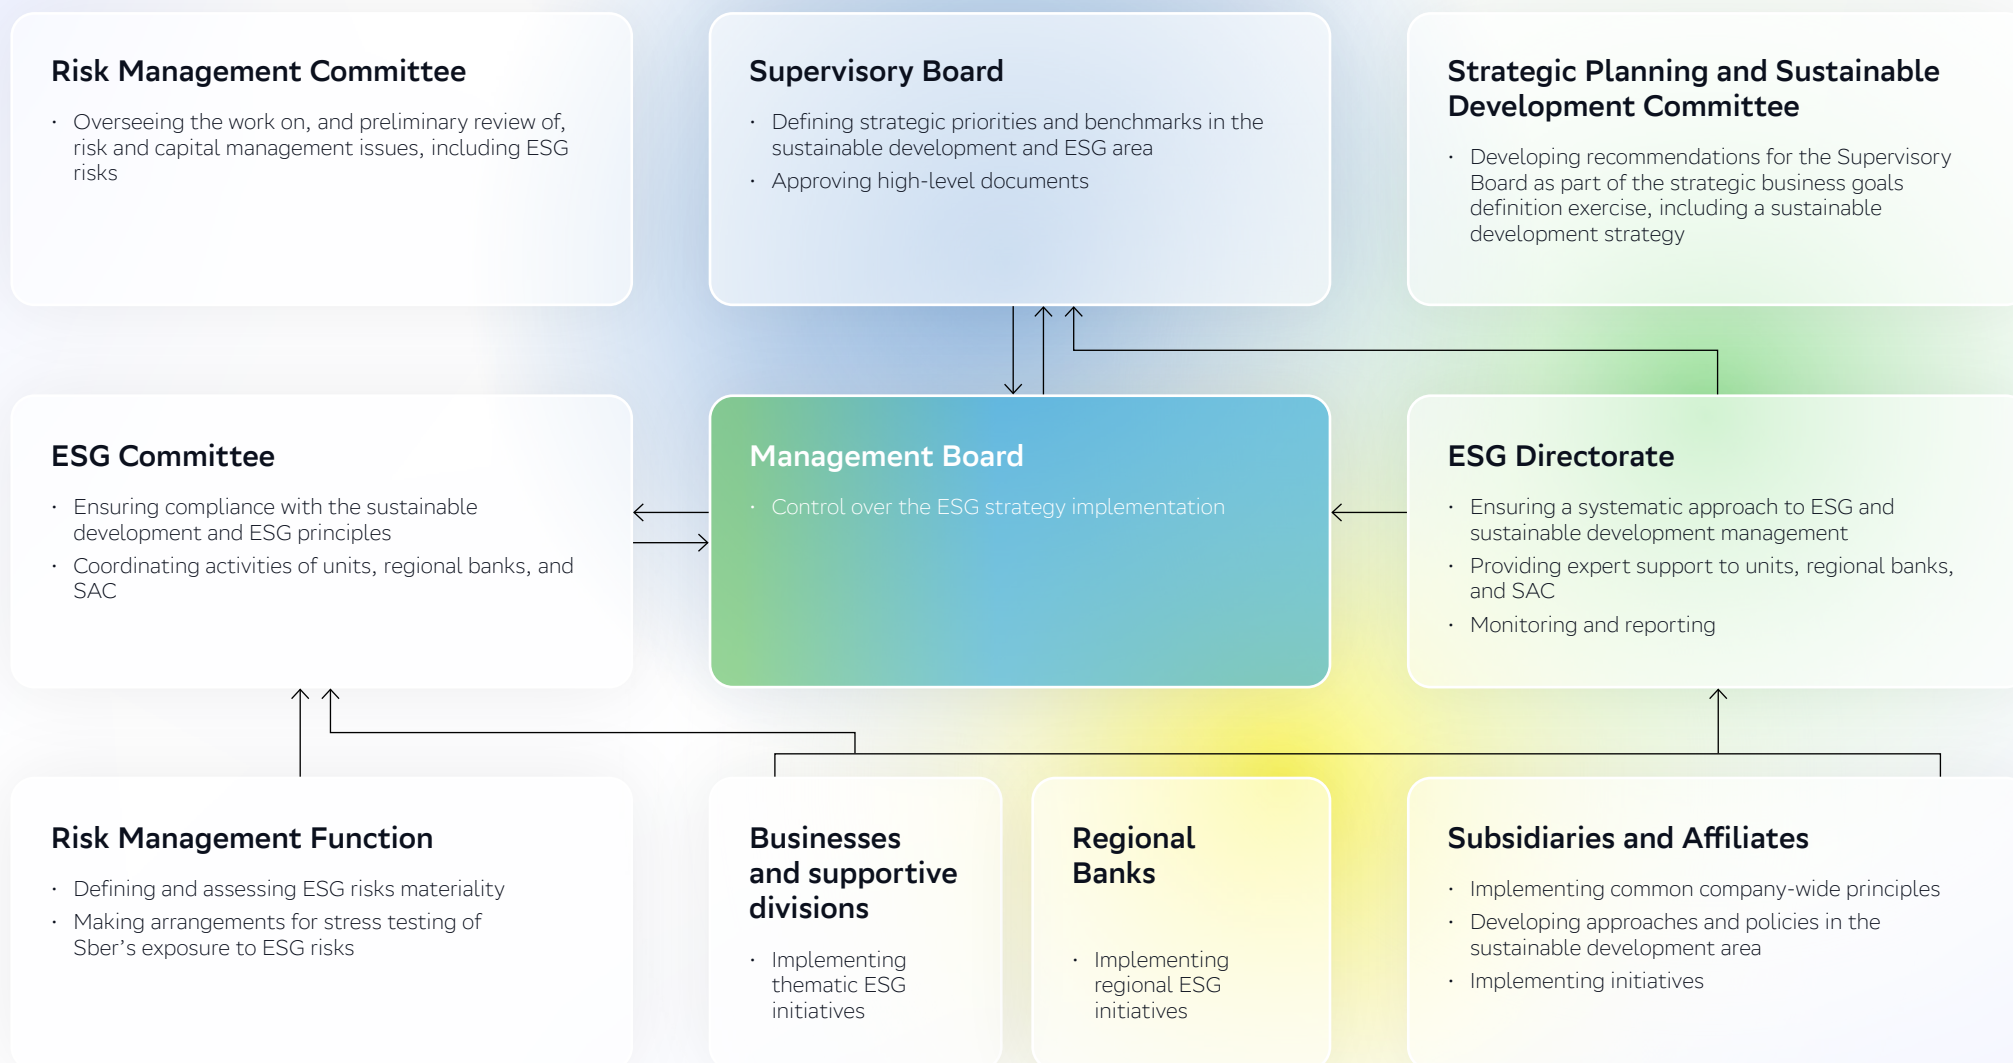 Risk Management Committee
· Overseeing the work on, and preliminary review of,
risk and capital management issues, including ESG
risks
Supervisory Board
· Defining strategic priorities and benchmarks in the
sustainable development and ESG area
· Approving high-level documents
Strategic Planning and Sustainable
Development Committee
· Developing recommendations for the Supervisory
Board as part of the strategic business goals
definition exercise, including a sustainable
development strategy
ESG Committee
· Ensuring compliance with the sustainable
development and ESG principles
· Coordinating activities of units, regional banks, and
SAC
Management Board
· Control over the ESG strategy implementation
ESG Directorate
· Ensuring a systematic approach to ESG and
sustainable development management
· Providing expert support to units, regional banks,
and SAC
· Monitoring and reporting
Risk Management Function
· Defining and assessing ESG risks materiality
· Making arrangements for stress testing of
Sber's exposure to ESG risks
Businesses
and supportive
divisions
· Implementing
thematic ESG
initiatives
Regional
Banks
· Implementing
regional ESG
initiatives
Subsidiaries and Affiliates
· Implementing common company-wide principles
· Developing approaches and policies in the
sustainable development area
· Implementing initiatives